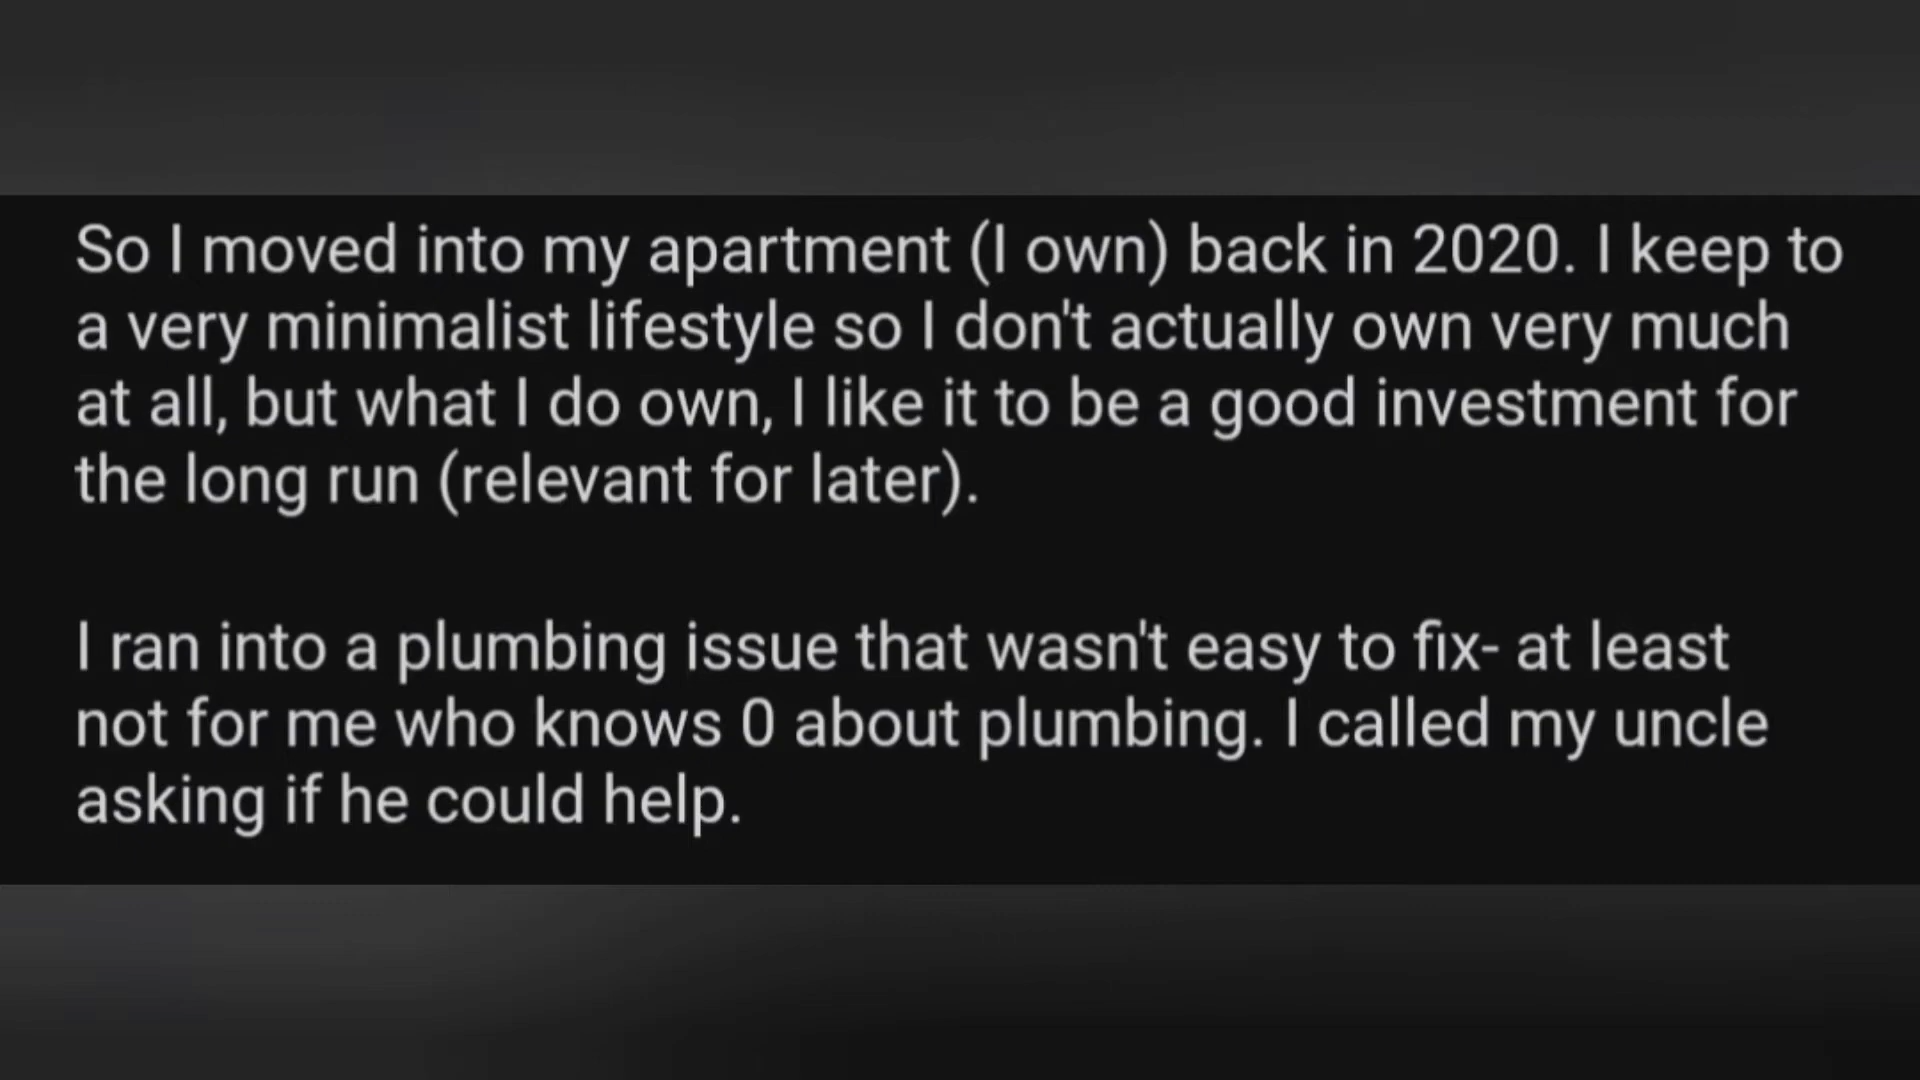 So I moved into my apartment (I own) back in 2020. I keep to
a very minimalist lifestyle so I don't actually own very much
at all, but what I do own, I like it to be a good investment for
the long run (relevant for later).
I ran into a plumbing issue that wasn't easy to fix- at least
not for me who knows 0 about plumbing. I called my uncle
asking if he could help.